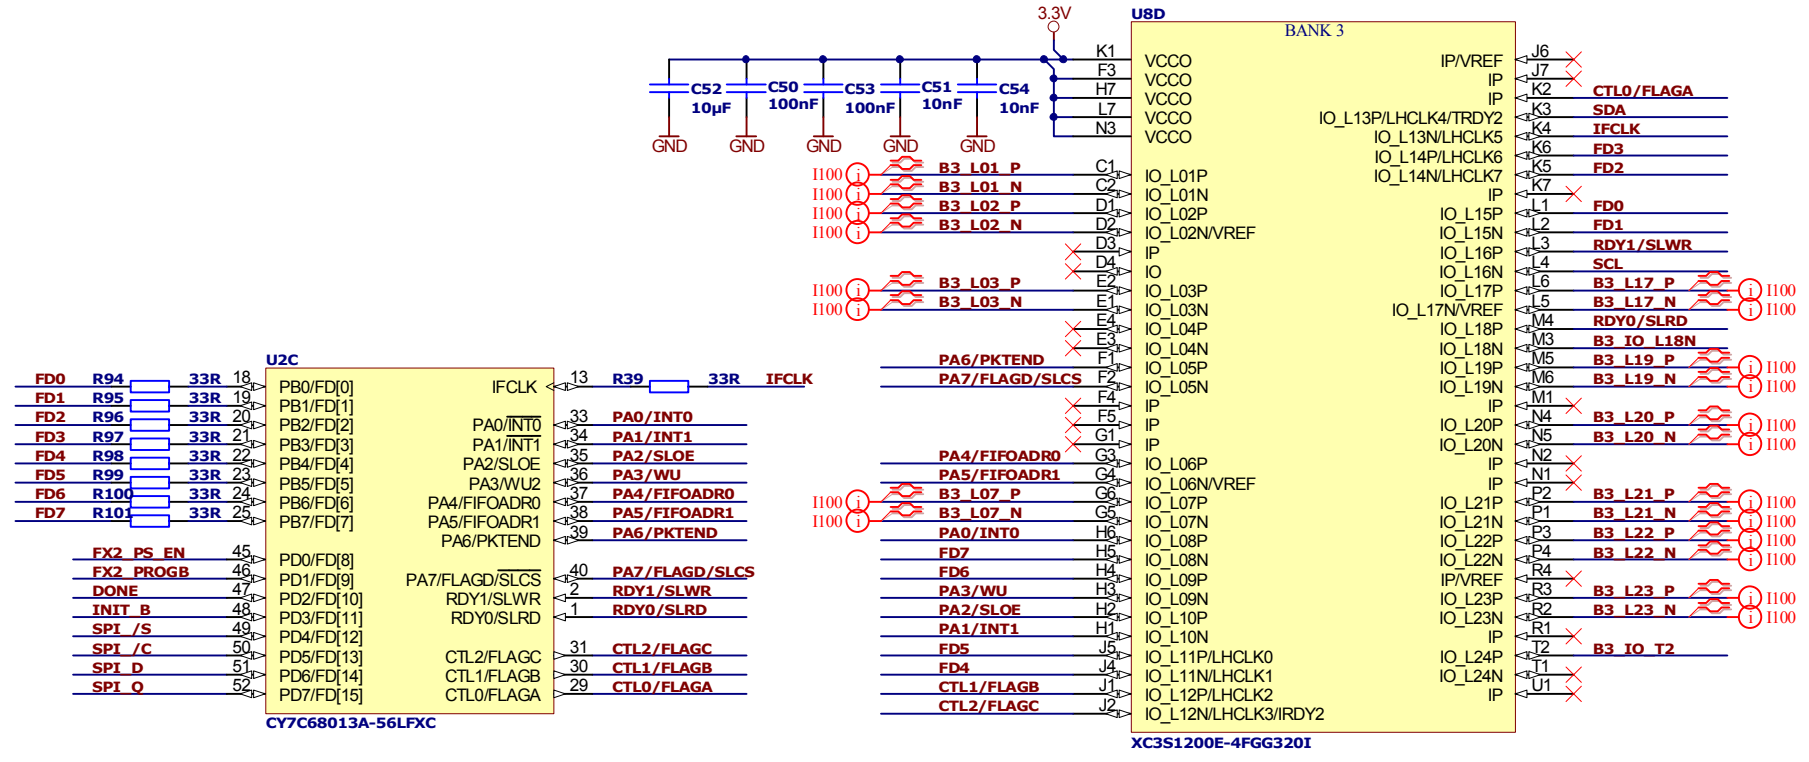 3.3V
C52
10µF
C50
100nF
C53
100nF
C51
10nF
C54
10nF
GND
GND
GND
GND
GND
U8D
BANK 3
K1 VCCO
F3 VCCO
H7 VCCO
L7 VCCO
N3 VCCO
I100 i B3_L01_P C1 IO_L01P
I100 i B3_L01_N C2 IO_L01N
I100 i B3_L02_P D1 IO_L02P
I100 i B3_L02_N D2 IO_L02N/VREF
D3 IP
D4 IO
I100 i B3_L03_P E2 IO_L03P
I100 i B3_L03_N E1 IO_L03N
E4 IO_L04P
E3 IO_L04N
PA6/PKTEND F1 IO_L05P
PA7/FLAGD/SLCS F2 IO_L05N
F4 IP
F5 IP
G1 IP
PA4/FIFOADR0 G3 IO_L06P
PA5/FIFOADR1 G4 IO_L06N/VREF
I100 i B3_L07_P G6 IO_L07P
I100 i B3_L07_N G5 IO_L07N
PA0/INT0 H6 IO_L08P
FD7 H5 IO_L08N
FD6 H4 IO_L09P
PA3/WU H3 IO_L09N
PA2/SLOE H2 IO_L10P
PA1/INT1 H1 IO_L10N
FD5 J5 IO_L11P/LHCLK0
FD4 J4 IO_L11N/LHCLK1
CTL1/FLAGB J1 IO_L12P/LHCLK2
CTL2/FLAGC J2 IO_L12N/LHCLK3/IRDY2
IP/VREF J6
IP J7
IP K2 CTL0/FLAGA
IO_L13P/LHCLK4/TRDY2 K3 SDA
IO_L13N/LHCLK5 K4 IFCLK
IO_L14P/LHCLK6 K6 FD3
IO_L14N/LHCLK7 K5 FD2
IP K7
IO_L15P L1 FD0
IO_L15N L2 FD1
IO_L16P L3 RDY1/SLWR
IO_L16N L4 SCL
IO_L17P L6 B3_L17_P i I100
IO_L17N/VREF L5 B3_L17_N i I100
IO_L18P M4 RDY0/SLRD
IO_L18N M3 B3_IO_L18N
IO_L19P M5 B3_L19_P i I100
IO_L19N M6 B3_L19_N i I100
IP M1
IO_L20P N4 B3_L20_P i I100
IO_L20N N5 B3_L20_N i I100
IP N2
IP N1
IO_L21P P2 B3_L21_P i I100
IO_L21N P1 B3_L21_N i I100
IO_L22P P3 B3_L22_P i I100
IO_L22N P4 B3_L22_N i I100
IP/VREF R4
IO_L23P R3 B3_L23_P i I100
IO_L23N R2 B3_L23_N i I100
IP R1
IO_L24P T2 B3_IO_T2
IO_L24N T1
IP U1
XC3S1200E-4FGG320I
U2C
FD0 R94 33R 18 PB0/FD[0]
FD1 R95 33R 19 PB1/FD[1]
FD2 R96 33R 20 PB2/FD[2]
FD3 R97 33R 21 PB3/FD[3]
FD4 R98 33R 22 PB4/FD[4]
FD5 R99 33R 23 PB5/FD[5]
FD6 R100 33R 24 PB6/FD[6]
FD7 R101 33R 25 PB7/FD[7]
FX2_PS_EN 45 PD0/FD[8]
FX2_PROGB 46 PD1/FD[9]
DONE 47 PD2/FD[10]
INIT_B 48 PD3/FD[11]
SPI_/S 49 PD4/FD[12]
SPI_/C 50 PD5/FD[13]
SPI_D 51 PD6/FD[14]
SPI_Q 52 PD7/FD[15]
IFCLK 13 R39 33R IFCLK
PA0/INT0 33 PA0/INT0
PA1/INT1 34 PA1/INT1
PA2/SLOE 35 PA2/SLOE
PA3/WU2 36 PA3/WU
PA4/FIFOADR0 37 PA4/FIFOADR0
PA5/FIFOADR1 38 PA5/FIFOADR1
PA6/PKTEND 39 PA6/PKTEND
PA7/FLAGD/SLCS 40 PA7/FLAGD/SLCS
RDY1/SLWR 2 RDY1/SLWR
RDY0/SLRD 1 RDY0/SLRD
CTL2/FLAGC 31 CTL2/FLAGC
CTL1/FLAGB 30 CTL1/FLAGB
CTL0/FLAGA 29 CTL0/FLAGA
CY7C68013A-56LFXC